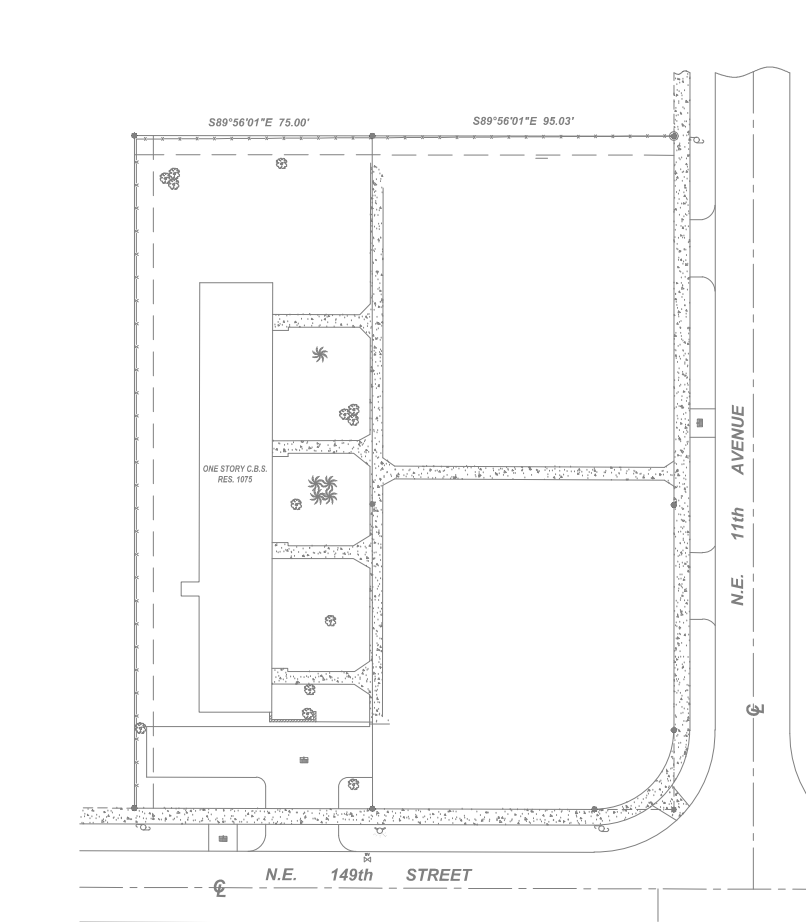 S89°56'01"E 75.00'
S89°56'01"E 95.03'
ONE STORY C.B.S.
RES. 1075
N.E. 11th AVENUE
N.E. 149th STREET